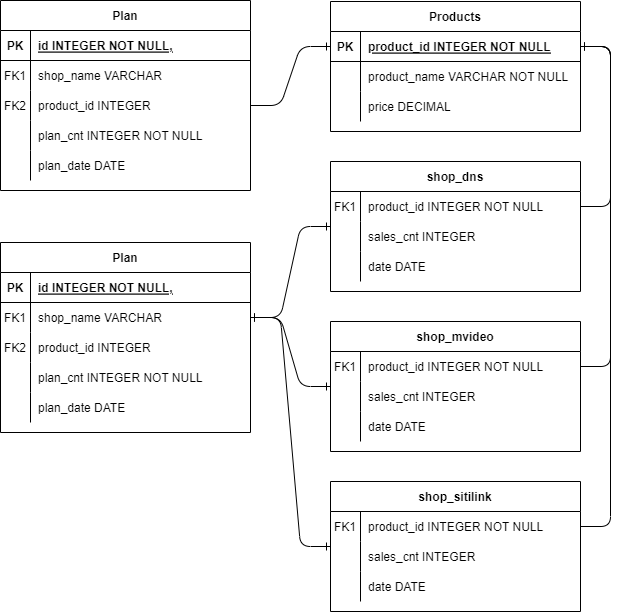 Plan
PK id INTEGER NOT NULL,
FK1 shop_name VARCHAR
FK2 product_id INTEGER
plan_cnt INTEGER NOT NULL
plan_date DATE
Products
PK product_id INTEGER NOT NULL
product_name VARCHAR NOT NULL
price DECIMAL
shop_dns
FK1 product_id INTEGER NOT NULL
sales_cnt INTEGER
date DATE
Plan
PK id INTEGER NOT NULL,
FK1 shop_name VARCHAR
FK2 product_id INTEGER
plan_cnt INTEGER NOT NULL
plan_date DATE
shop_mvideo
FK1 product_id INTEGER NOT NULL
sales_cnt INTEGER
date DATE
shop_sitilink
FK1 product_id INTEGER NOT NULL
sales_cnt INTEGER
date DATE